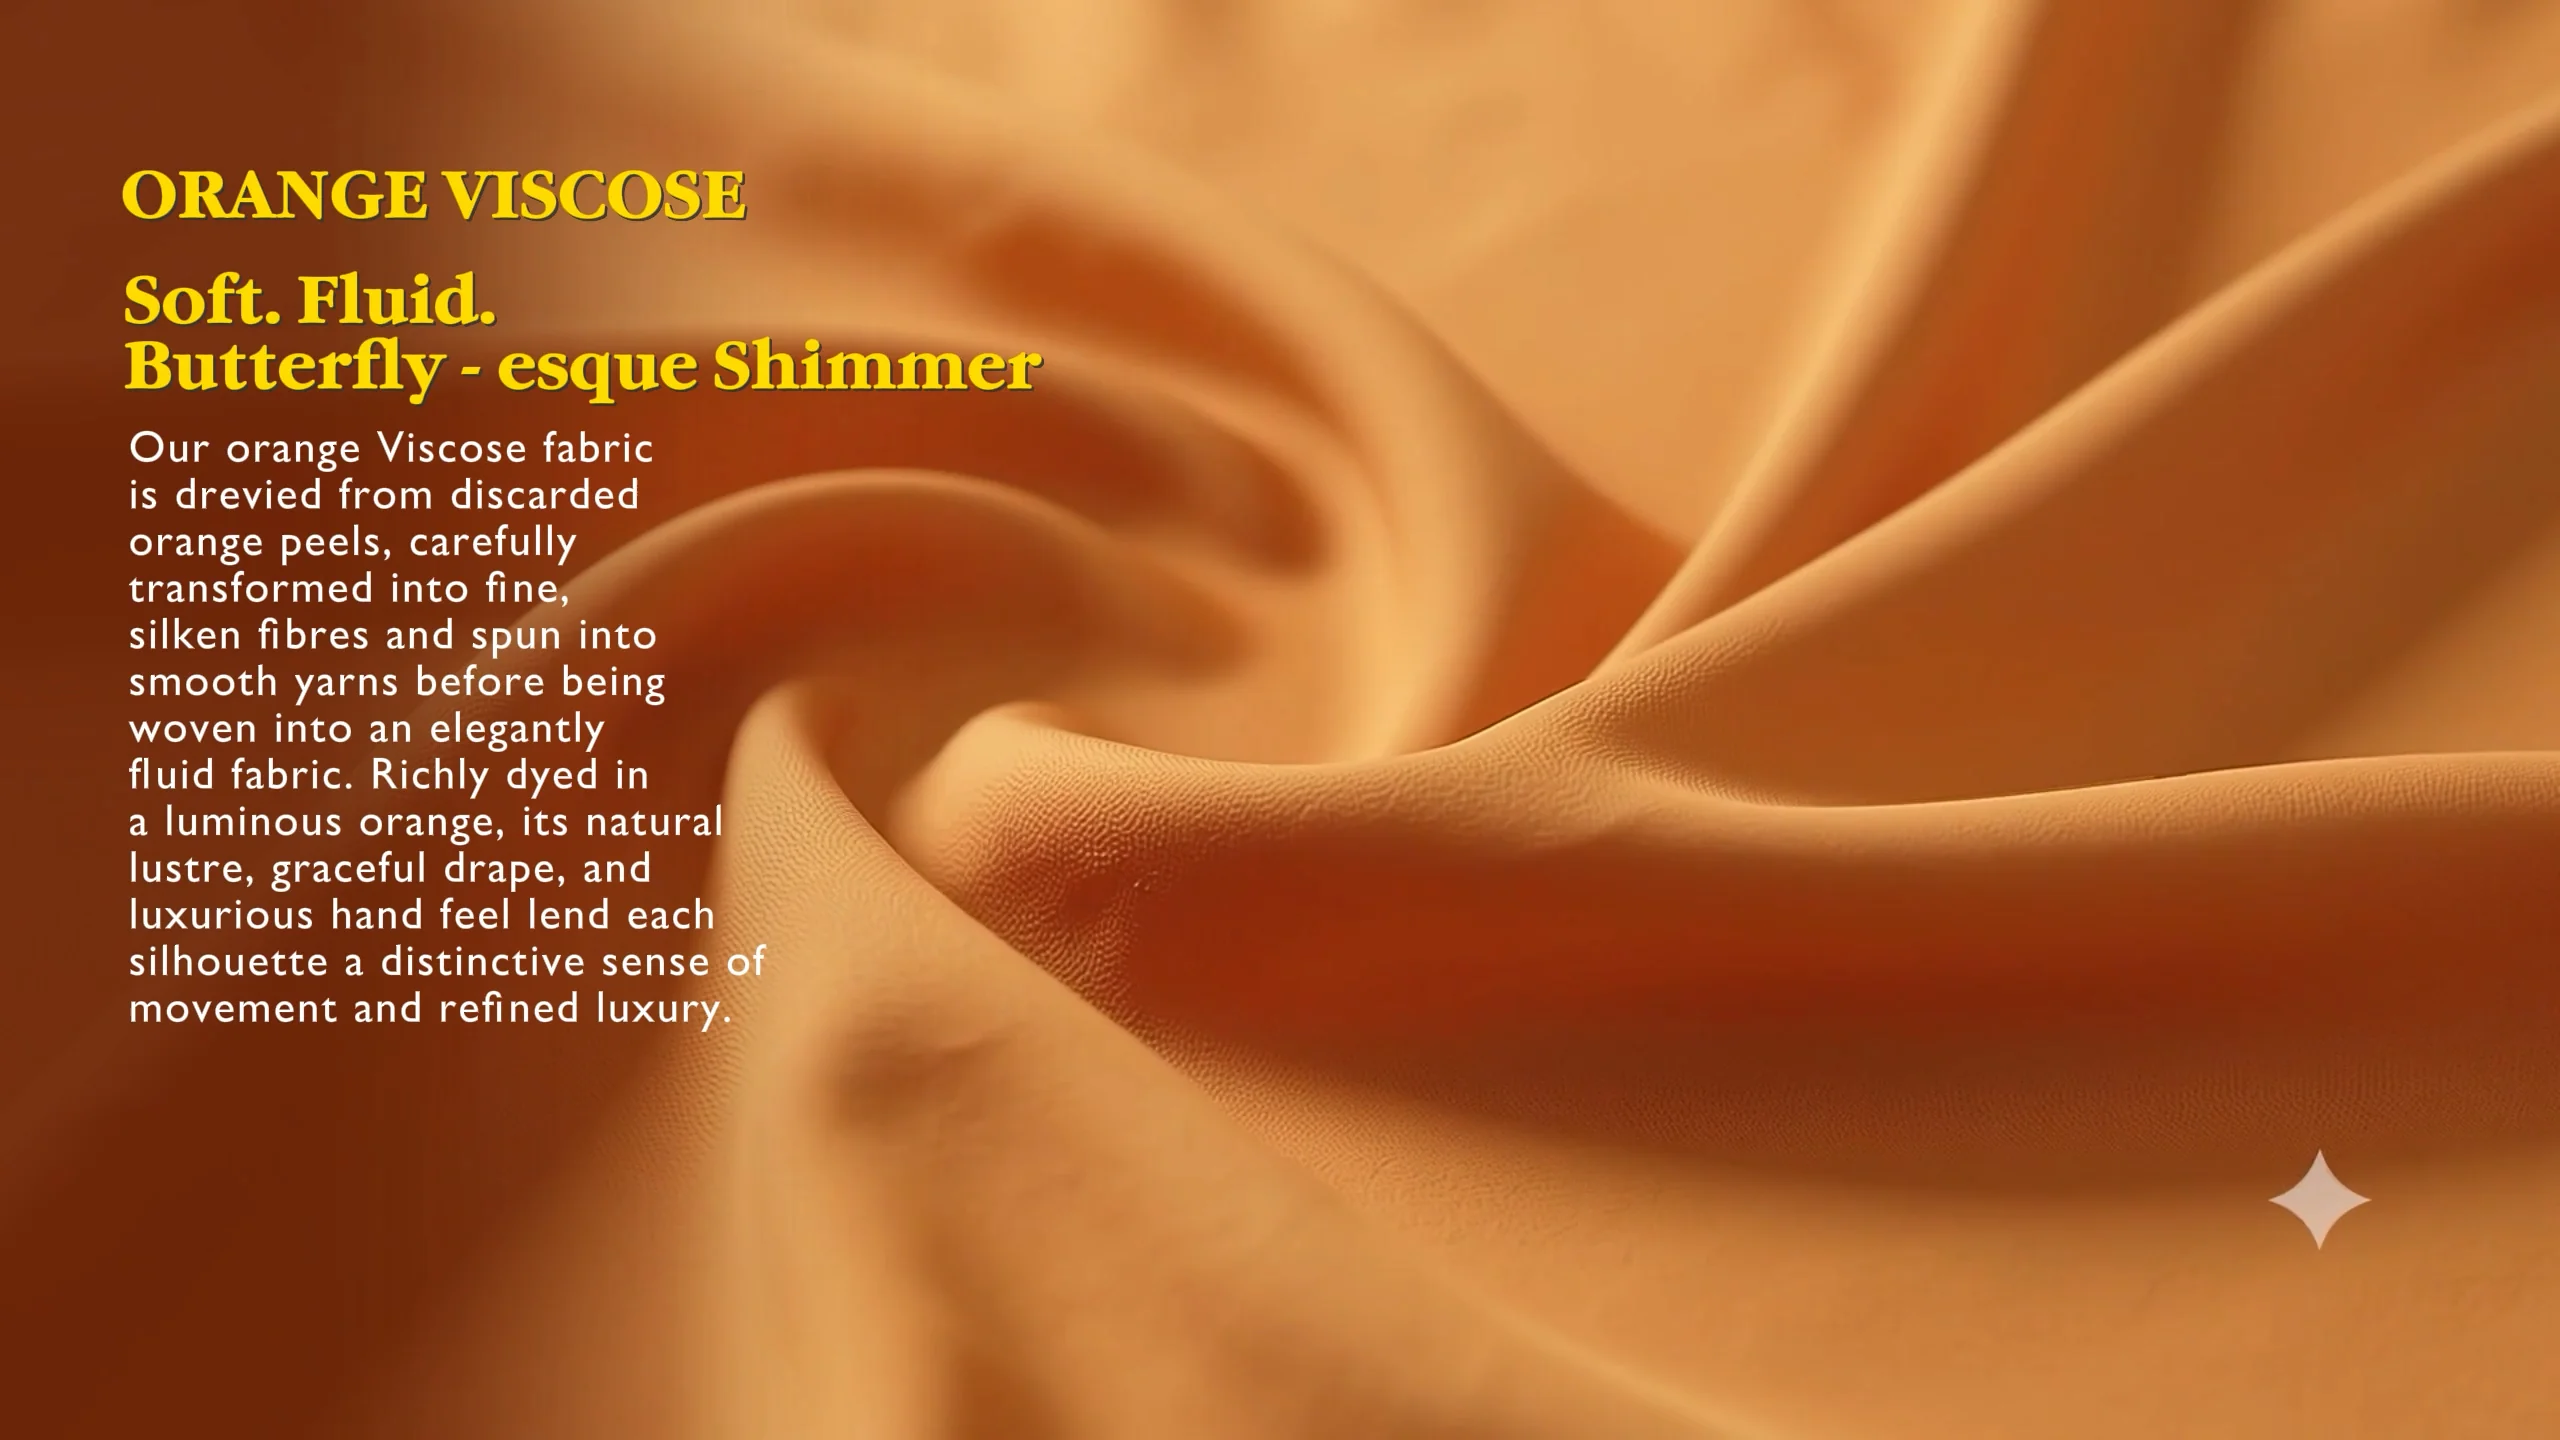 ORANGE VISCOSE
Soft. Fluid.
Butterfly - esque Shimmer
Our orange Viscose fabric
is drevied from discarded
orange peels, carefully
transformed into fine,
silken fibres and spun into
smooth yarns before being
woven into an elegantly
fluid fabric. Richly dyed in
a luminous orange, its natural
lustre, graceful drape, and
luxurious hand feel lend each
silhouette a distinctive sense of
movement and refined luxury.